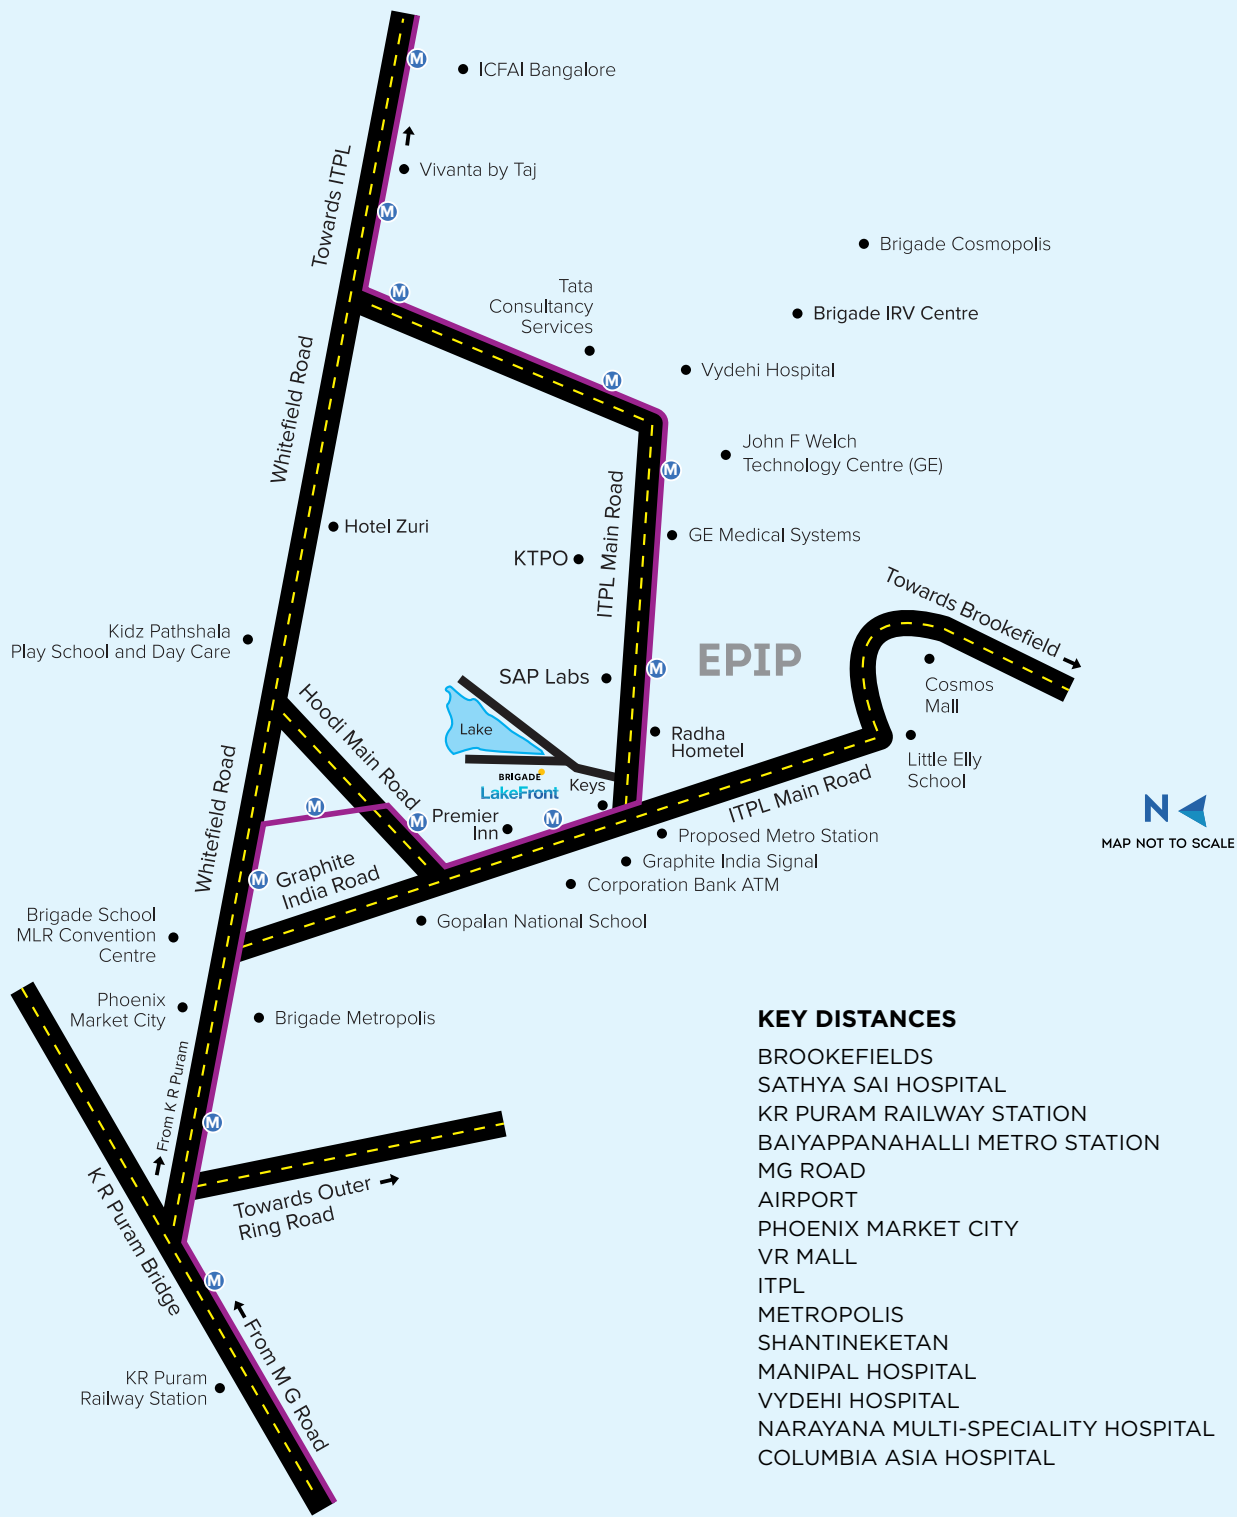 M
ICFAI Bangalore
Towards ITPL
Vivanta by Taj
M
Brigade Cosmopolis
M
Tata
Consultancy
Services
Brigade IRV Centre
Whitefield Road
M
Vydehi Hospital
John F Welch
Technology Centre (GE)
M
ITPL Main Road
Hotel Zuri
GE Medical Systems
KTPO
Towards Brookefield
Kidz Pathshala
Play School and Day Care
EPIP
M
SAP Labs
Cosmos
Mall
Hoodi Main Road
Lake
Radha
Hometel
Little Elly
School
BRIGADE
LakeFront
Keys
ITPL Main Road
Whitefield Road
M
M
Premier
Inn
M
N
MAP NOT TO SCALE
Proposed Metro Station
Graphite India Signal
Corporation Bank ATM
M
Graphite
India Road
Gopalan National School
Brigade School
MLR Convention
Centre
Phoenix
Market City
Brigade Metropolis
From K R Puram
M
K R Puram Bridge
Towards Outer
Ring Road
M
From M G Road
KR Puram
Railway Station
KEY DISTANCES
BROOKEFIELDS
SATHYA SAI HOSPITAL
KR PURAM RAILWAY STATION
BAIYAPPANAHALLI METRO STATION
MG ROAD
AIRPORT
PHOENIX MARKET CITY
VR MALL
ITPL
METROPOLIS
SHANTINEKETAN
MANIPAL HOSPITAL
VYDEHI HOSPITAL
NARAYANA MULTI-SPECIALITY HOSPITAL
COLUMBIA ASIA HOSPITAL